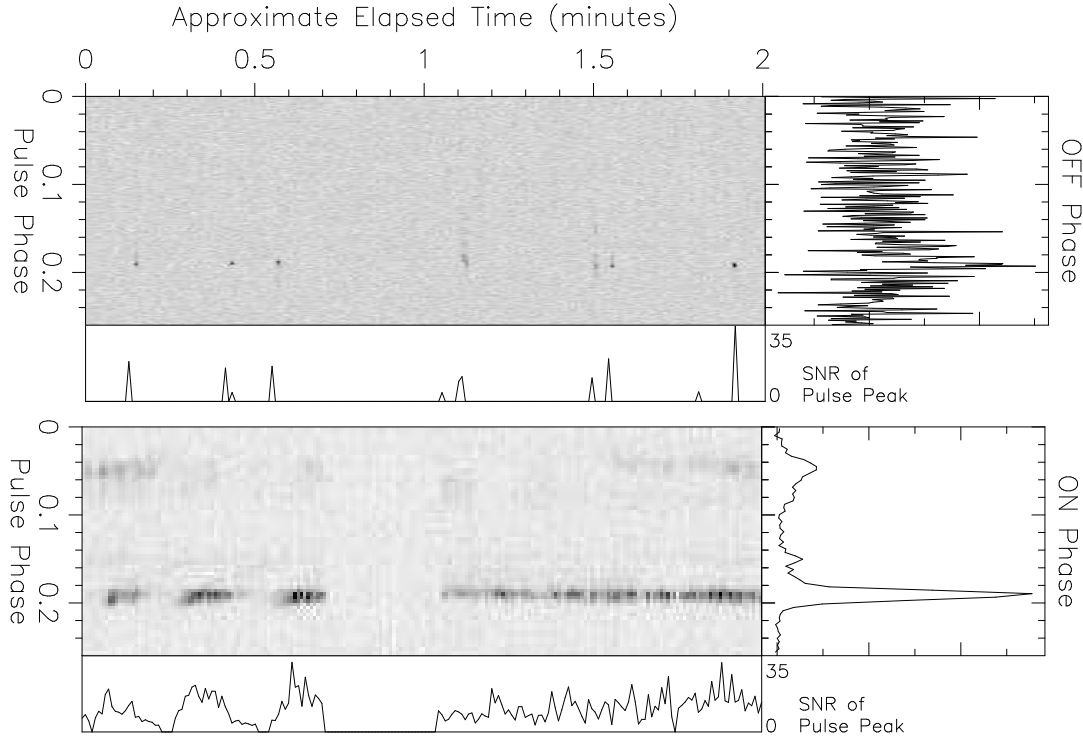 Approximate Elapsed Time (minutes)
0 0.5 1 1.5 2
0 0.1 0.2
Pulse Phase
OFF Phase
35
0
SNR of
Pulse Peak
0 0.1 0.2
Pulse Phase
ON Phase
35
0
SNR of
Pulse Peak